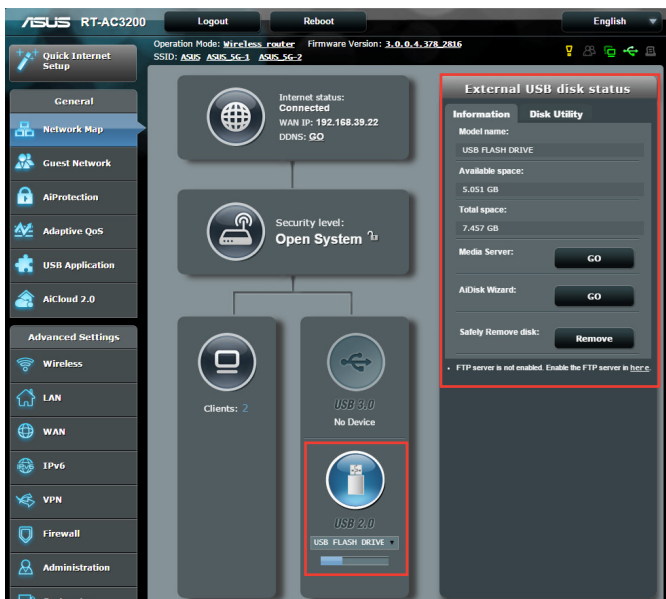 ASUS RT-AC3200
Logout
Reboot
English
Quick Internet
Setup
Operation Mode: Wireless router Firmware Version: 3.0.0.4.378_2816
SSID: ASUS ASUS_5G-1 ASUS_5G-2
General
Network Map
Guest Network
AiProtection
Adaptive QoS
USB Application
AiCloud 2.0
Advanced Settings
Wireless
LAN
WAN
IPv6
IPv6
VPN
Firewall
Administration
Internet status:
Connected
WAN IP: 192.168.39.22
DDNS: GO
Security level:
Open System
Clients: 2
USB 3.0
No Device
USB 2.0
USB FLASH DRIVE
External USB disk status
Information Disk Utility
Model name:
USB FLASH DRIVE
Available space:
5.051 GB
Total space:
7.457 GB
Media Server: GO
AiDisk Wizard: GO
Safely Remove disk: Remove
• FTP server is not enabled. Enable the FTP server in here.